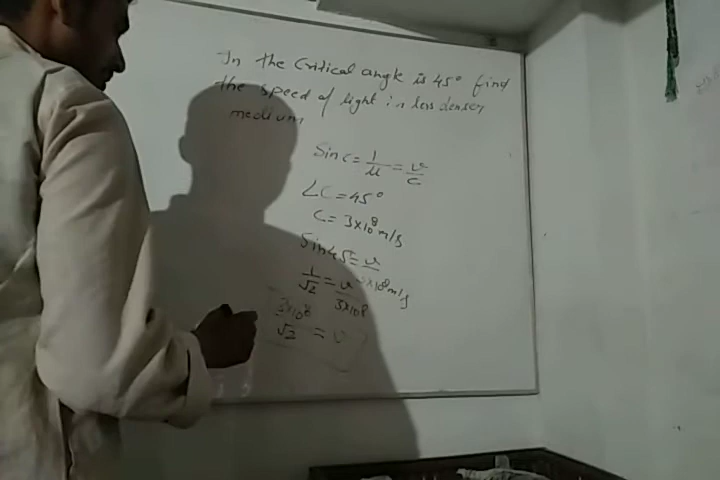 In the Critical angle is 45° find
the speed of light in less denser
medium
Sin c = 1/μ = v/c
∠C = 45°
C = 3×10⁸ m/s
Sin 45 = v/3×10⁸ m/s
1/√2 = v/3×10⁸
3×10⁸/√2 = v